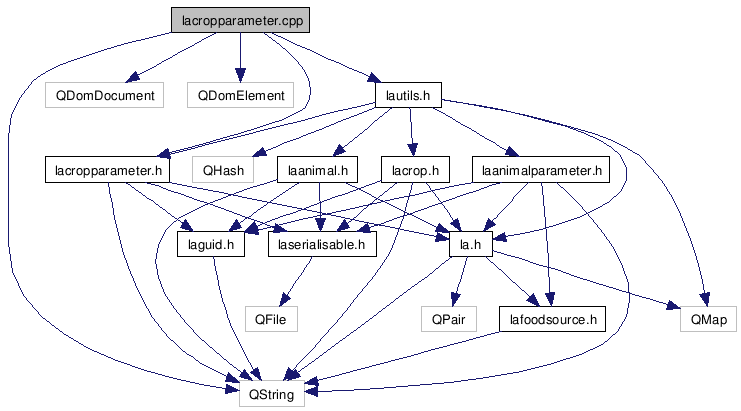 lacropparameter.cpp
QDomDocument
QDomElement
lautils.h
lacropparameter.h
QHash
laanimal.h
lacrop.h
laanimalparameter.h
laguid.h
laserialisable.h
la.h
QFile
QPair
lafoodsource.h
QMap
QString